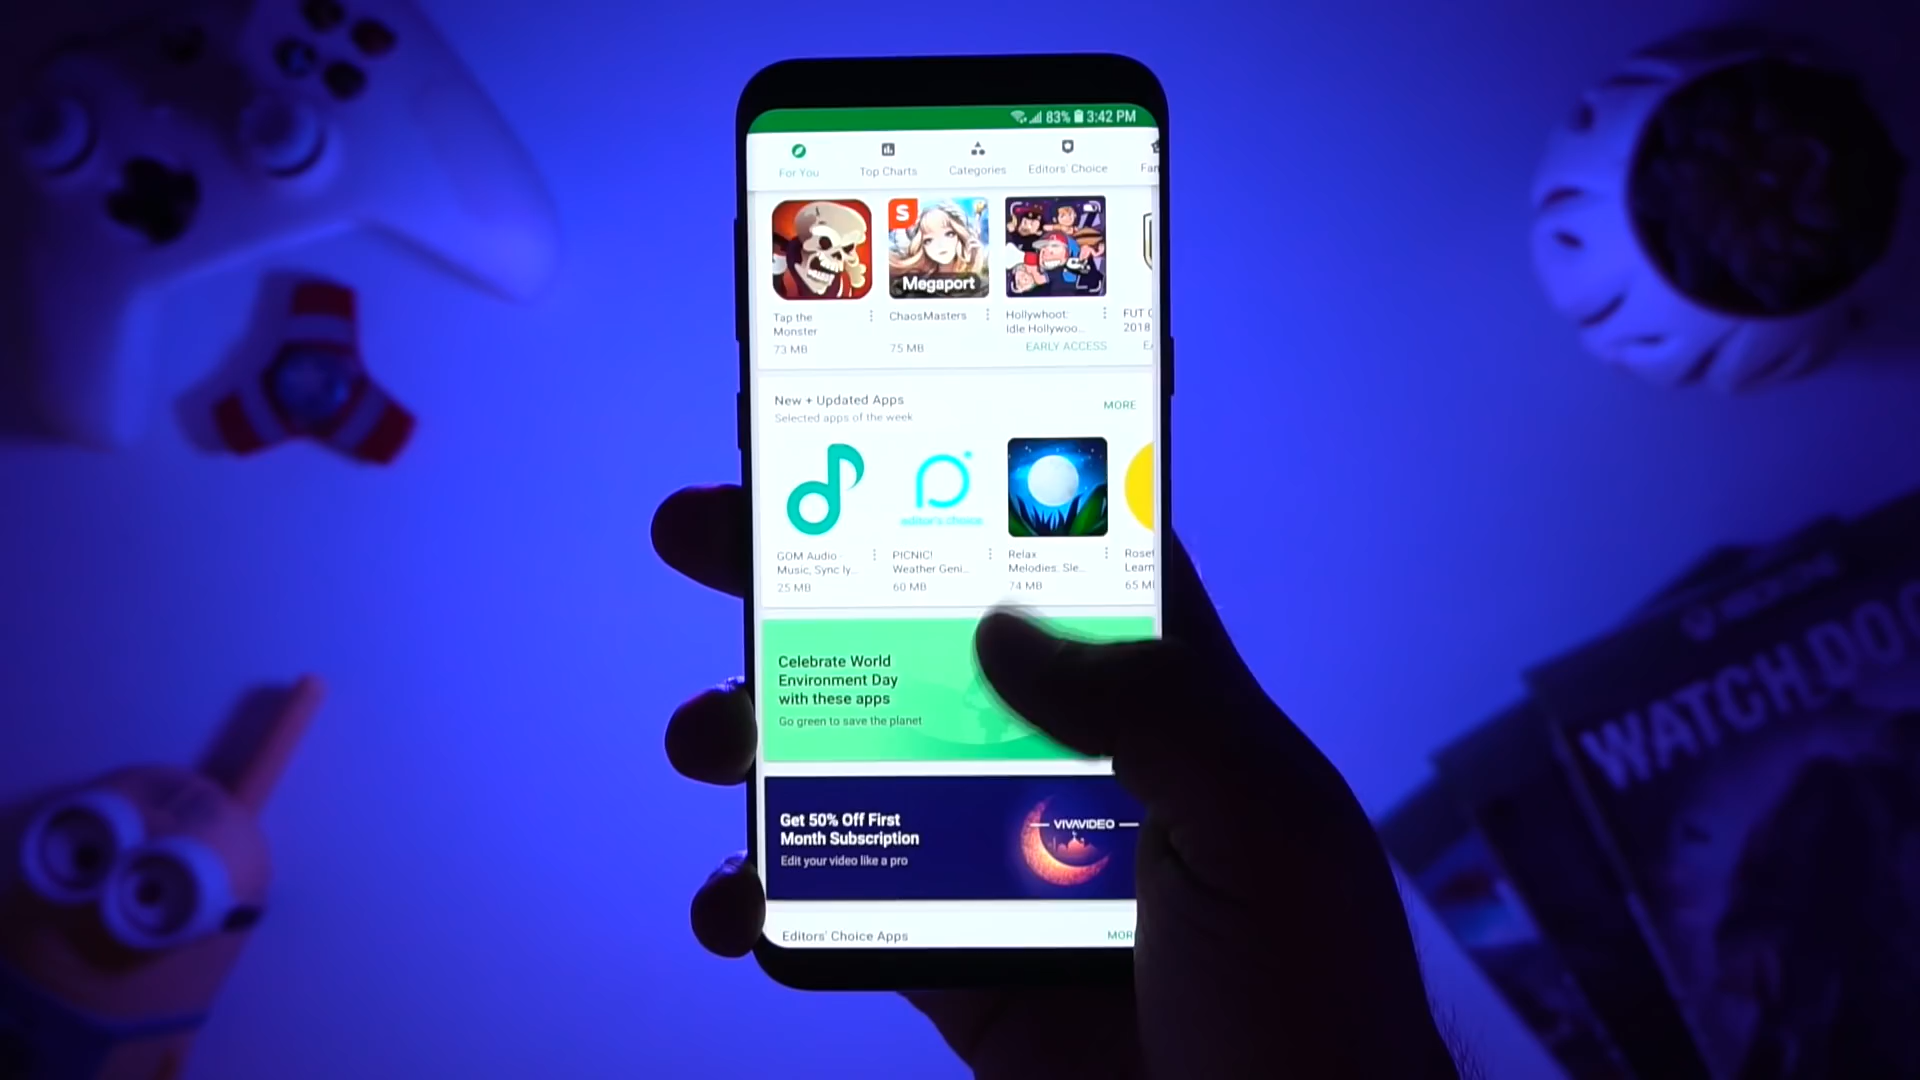 83% 3:42 PM
For You
Top Charts
Categories
Editors' Choice
Fam
S
Megaport
Tap the
Monster
73 MB
ChaosMasters
75 MB
Hollywhoot:
Idle Hollywoo...
EARLY ACCESS
FUT
2018
New + Updated Apps
MORE
Selected apps of the week
editor's choice
GOM Audio -
Music, Sync ly...
25 MB
PICNIC!
Weather Geni...
60 MB
Relax
Melodies: Sle...
74 MB
Roset
Learn
65 M
Celebrate World
Environment Day
with these apps
Go green to save the planet
Get 50% Off First
Month Subscription
Edit your video like a pro
VIVAVIDEO
Editors' Choice Apps
MOR
WATCH DOG